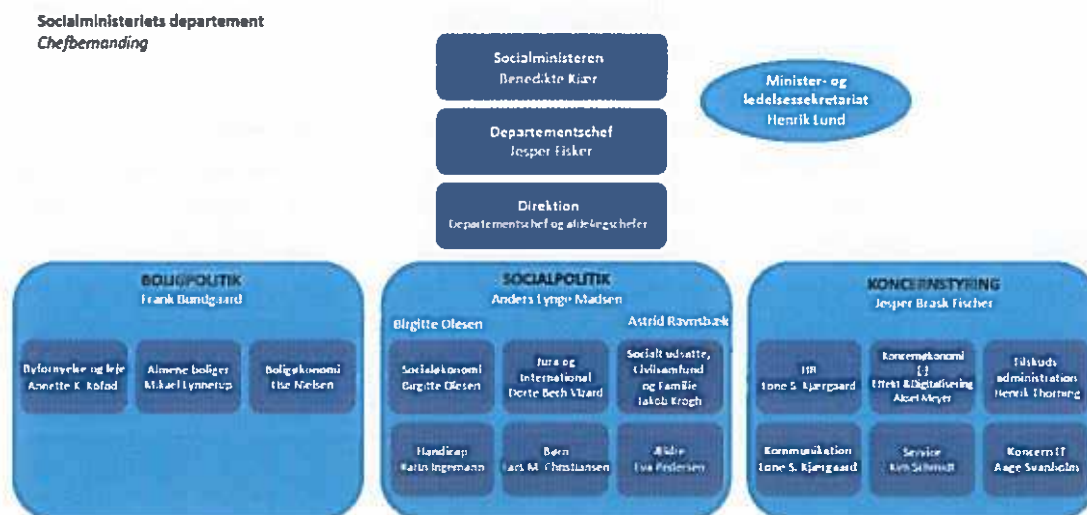 Socialministeriets departement
Chefbemanding
Socialministeren
Benedikte Kiær
Minister- og
ledelsessekretariat
Henrik Lund
Departementschef
Jesper Fisker
Direktion
Departementschef og afdelingschefer
BOLIGPOLITIK
Frank Bundgaard
Byfornyelse og leje
Annette K. Kofod
Almene boliger
Mikael Lynnerup
Boligøkonomi
Else Nielsen
SOCIALPOLITIK
Anders Lynge Madsen
Birgitte Olesen
Astrid Ravnsbæk
Socialøkonomi
Birgitte Olesen
Jura og
International
Dorte Bech Vizard
Socialt udsatte,
Civilsamfund
og Familie
Jakob Krogh
Handicap
Karin Ingemann
Børn
Lars M. Christiansen
Ældre
Eva Pedersen
KONCERNSTYRING
Jesper Brask Fischer
HR
Lone S. Kjærgaard
Koncernøkonomi
Effekt & Digitalisering
Aksel Meyer
Tilskuds
administration
Henrik Thorning
Kommunikation
Lone S. Kjærgaard
Service
Kim Schmidt
Koncern IT
Aage Svanholm